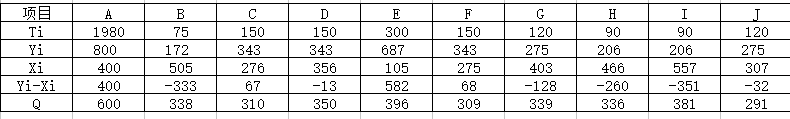 项目 A B C D E F G H I J
Ti 1980 75 150 150 300 150 120 90 90 120
Yi 800 172 343 343 687 343 275 206 206 275
Xi 400 505 276 356 105 275 403 466 557 307
Yi-Xi 400 -333 67 -13 582 68 -128 -260 -351 -32
Q 600 338 310 350 396 309 339 336 381 291